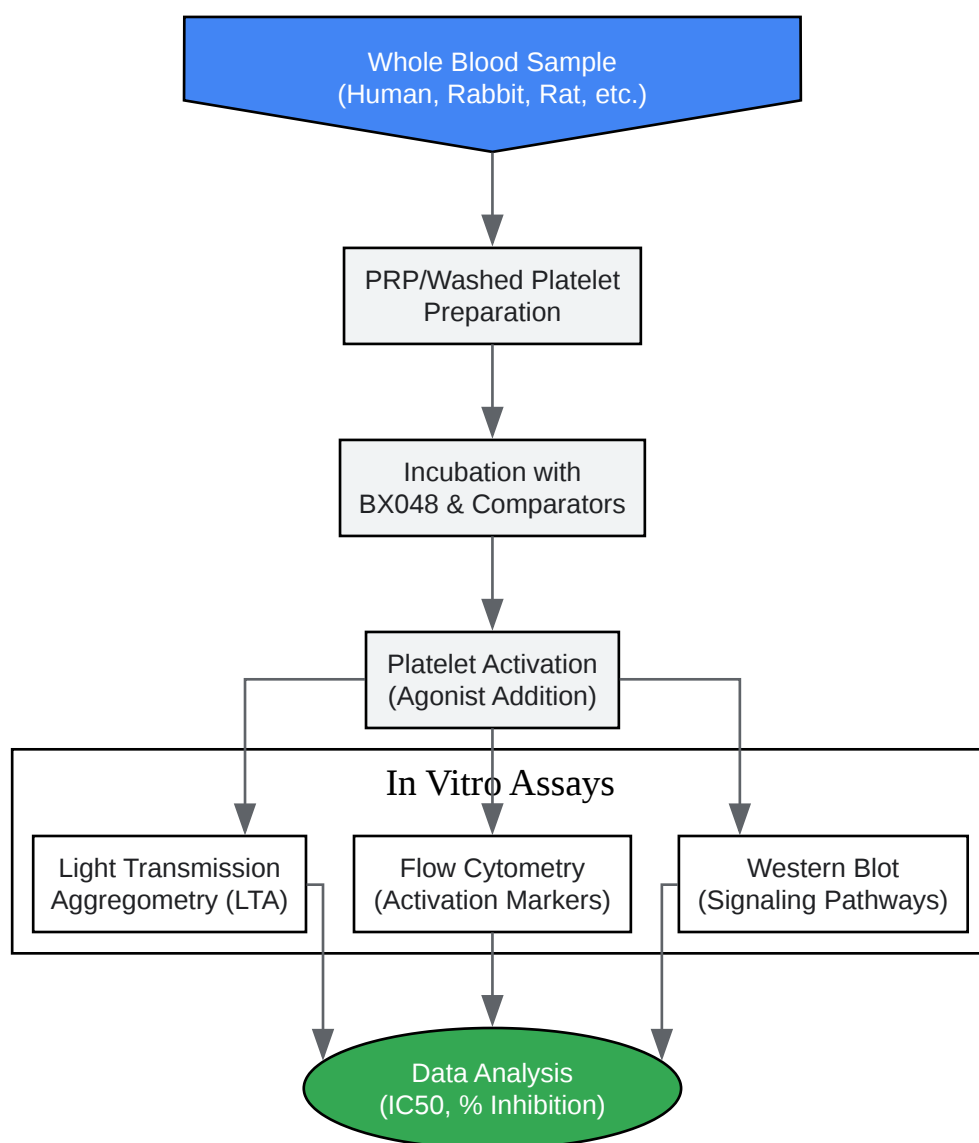 Whole Blood Sample
(Human, Rabbit, Rat, etc.)
PRP/Washed Platelet
Preparation
Incubation with
BX048 & Comparators
Platelet Activation
(Agonist Addition)
In Vitro Assays
Light Transmission
Aggregometry (LTA)
Flow Cytometry
(Activation Markers)
Western Blot
(Signaling Pathways)
Data Analysis
(IC50, % Inhibition)